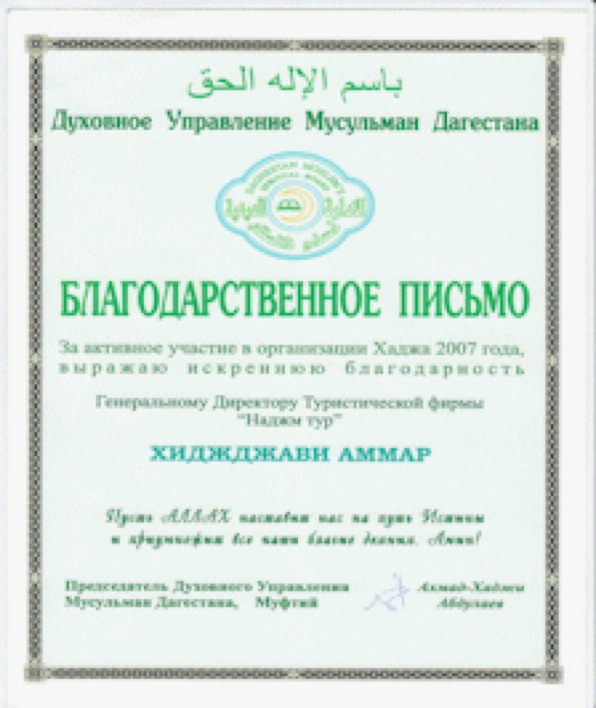 باسم الإله الحق
Духовное Управление Мусульман Дагестана
БЛАГОДАРСТВЕННОЕ ПИСЬМО
За активное участие в организации Хаджа 2007 года,
выражаю искреннюю благодарность
Генеральному Директору Туристической фирмы
“Наджм тур”
ХИДЖДЖАВИ АММАР
Пусть АЛЛАХ наставит нас на путь Истины
и приумножит все наши благие деяния. Амин!
Председатель Духовного Управления
Мусульман Дагестана, Муфтий
Ахмад-Хаджи
Абдулаев